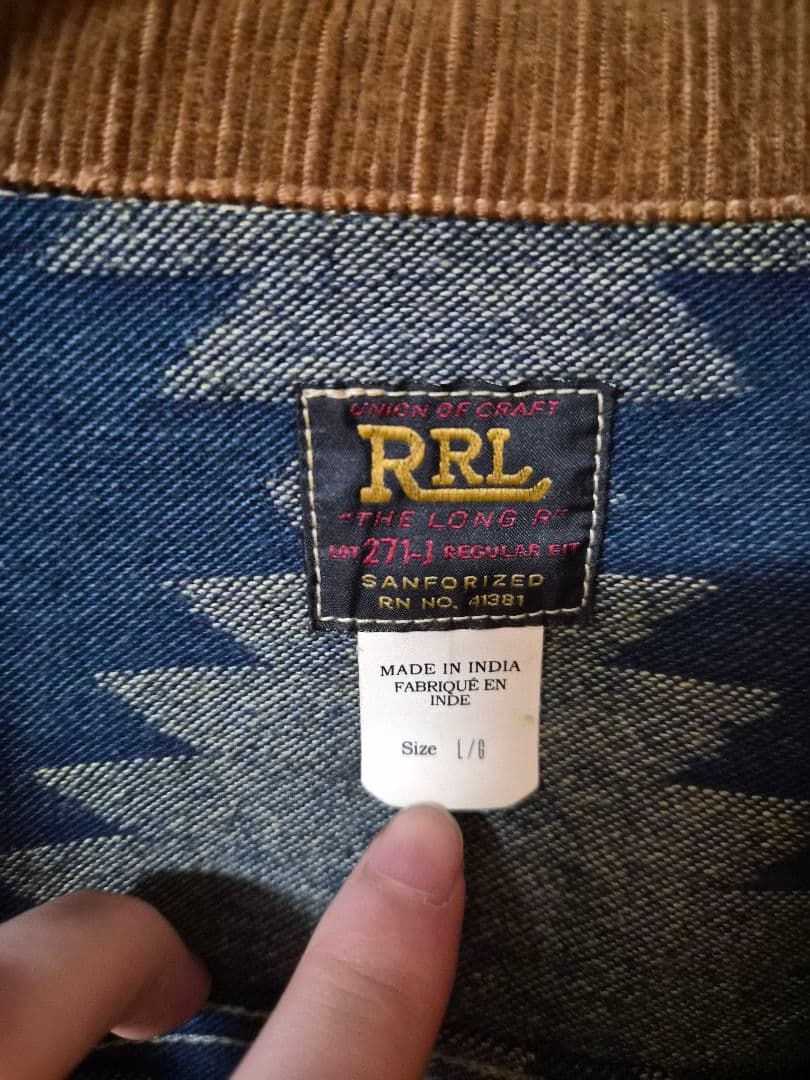 UNION OF CRAFT
RRL
"THE LONG R"
LOT 271-J REGULAR FIT
SANFORIZED
RN NO. 41381
MADE IN INDIA
FABRIQUÉ EN
INDE
Size L/G